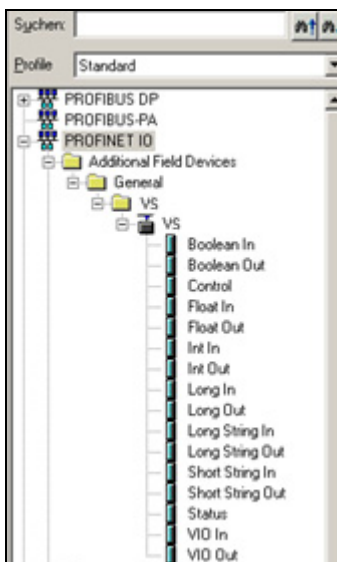 Suchen:
Profile Standard
PROFIBUS DP
PROFIBUS-PA
PROFINET IO
Additional Field Devices
General
VS
VS
Boolean In
Boolean Out
Control
Float In
Float Out
Int In
Int Out
Long In
Long Out
Long String In
Long String Out
Short String In
Short String Out
Status
VIO In
VIO Out